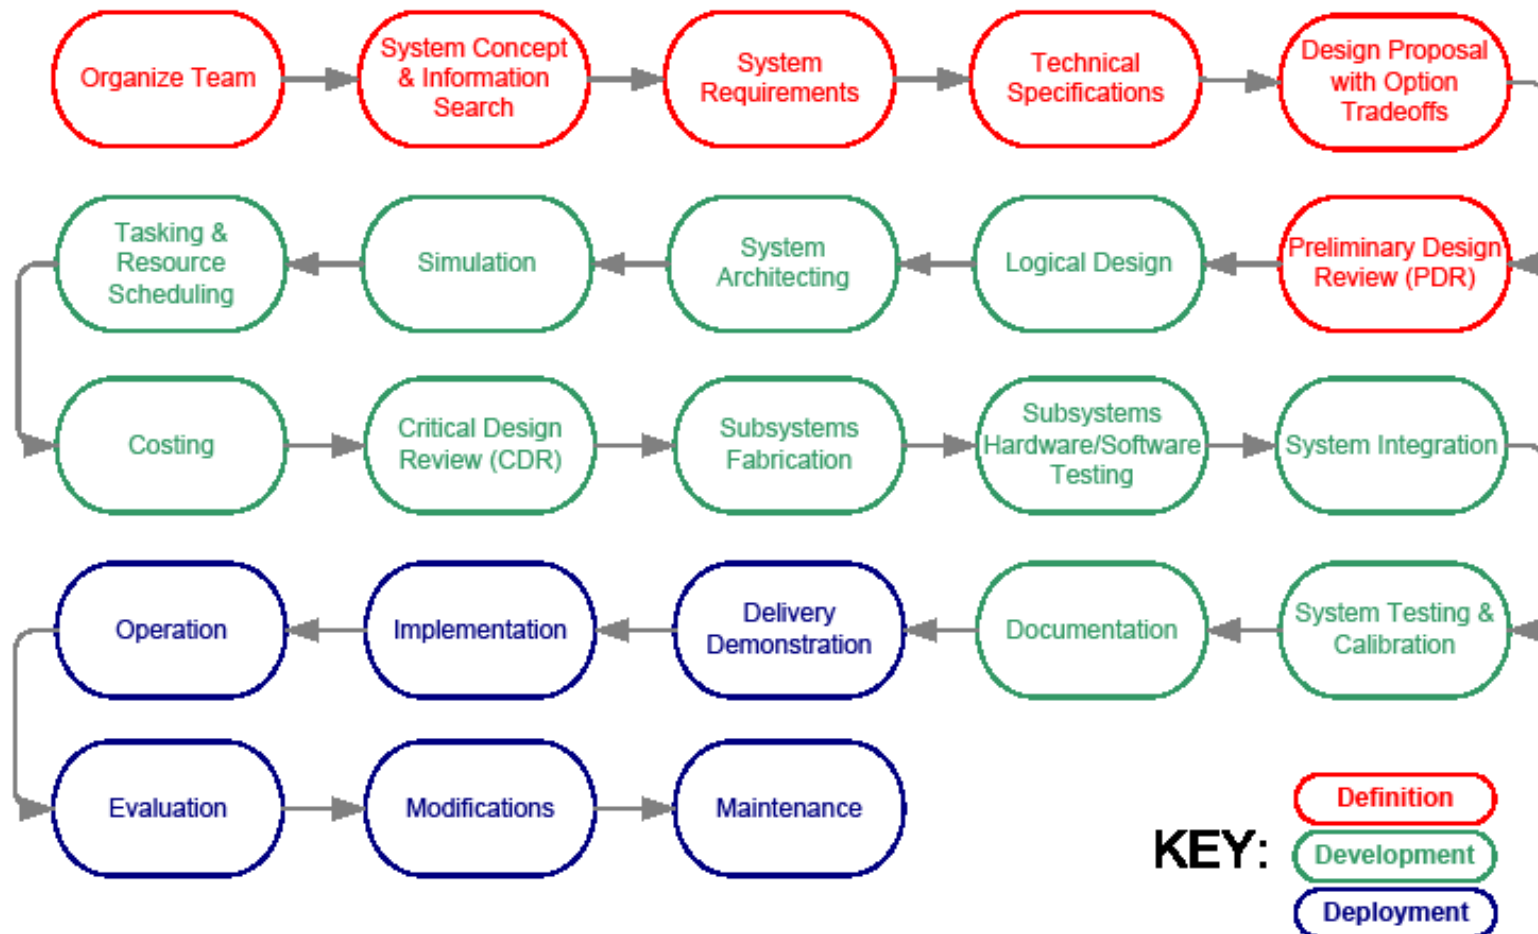 Organize Team
System Concept
& Information
Search
System
Requirements
Technical
Specifications
Design Proposal
with Option
Tradeoffs
Tasking &
Resource
Scheduling
Simulation
System
Architecting
Logical Design
Preliminary Design
Review (PDR)
Costing
Critical Design
Review (CDR)
Subsystems
Fabrication
Subsystems
Hardware/Software
Testing
System Integration
Operation
Implementation
Delivery
Demonstration
Documentation
System Testing &
Calibration
Evaluation
Modifications
Maintenance
KEY:
Definition
Development
Deployment